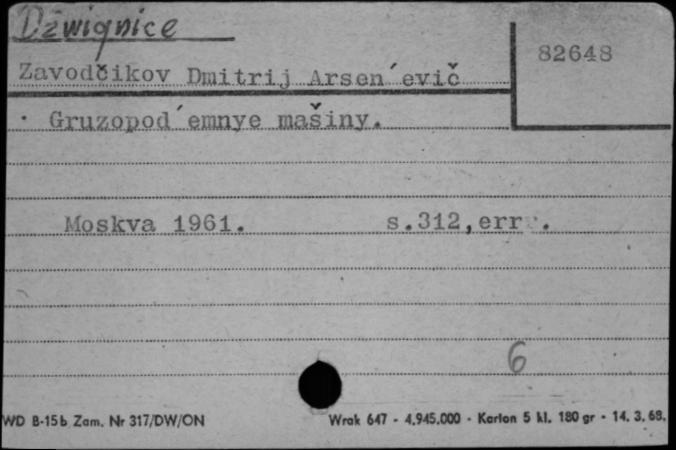 Dźwignice
82648
Zavodčikov Dmitrij Arsen´evič
Gruzopod´emnye mašiny.
Moskva 1961. s.312,err.
6
WD B-15b Zam. Nr 317/DW/ON Wrak 647 - 4.945.000 - Karton 5 kl. 180 gr - 14. 3. 68.